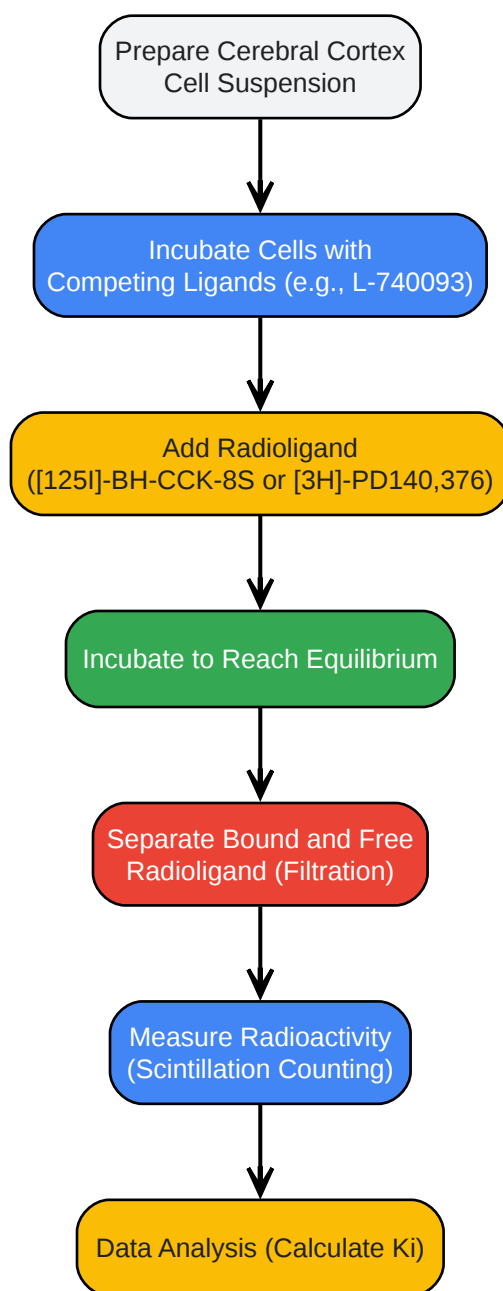 Prepare Cerebral Cortex
Cell Suspension
Incubate Cells with
Competing Ligands (e.g., L-740093)
Add Radioligand
([125I]-BH-CCK-8S or [3H]-PD140,376)
Incubate to Reach Equilibrium
Separate Bound and Free
Radioligand (Filtration)
Measure Radioactivity
(Scintillation Counting)
Data Analysis (Calculate Ki)